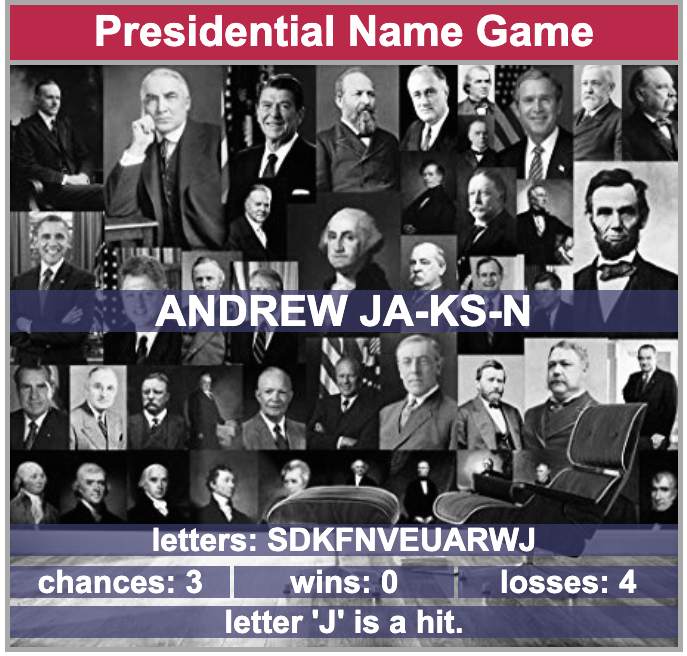 Presidential Name Game
ANDREW JA-KS-N
letters: SDKFNVEUARWJ
chances: 3
wins: 0
losses: 4
letter 'J' is a hit.